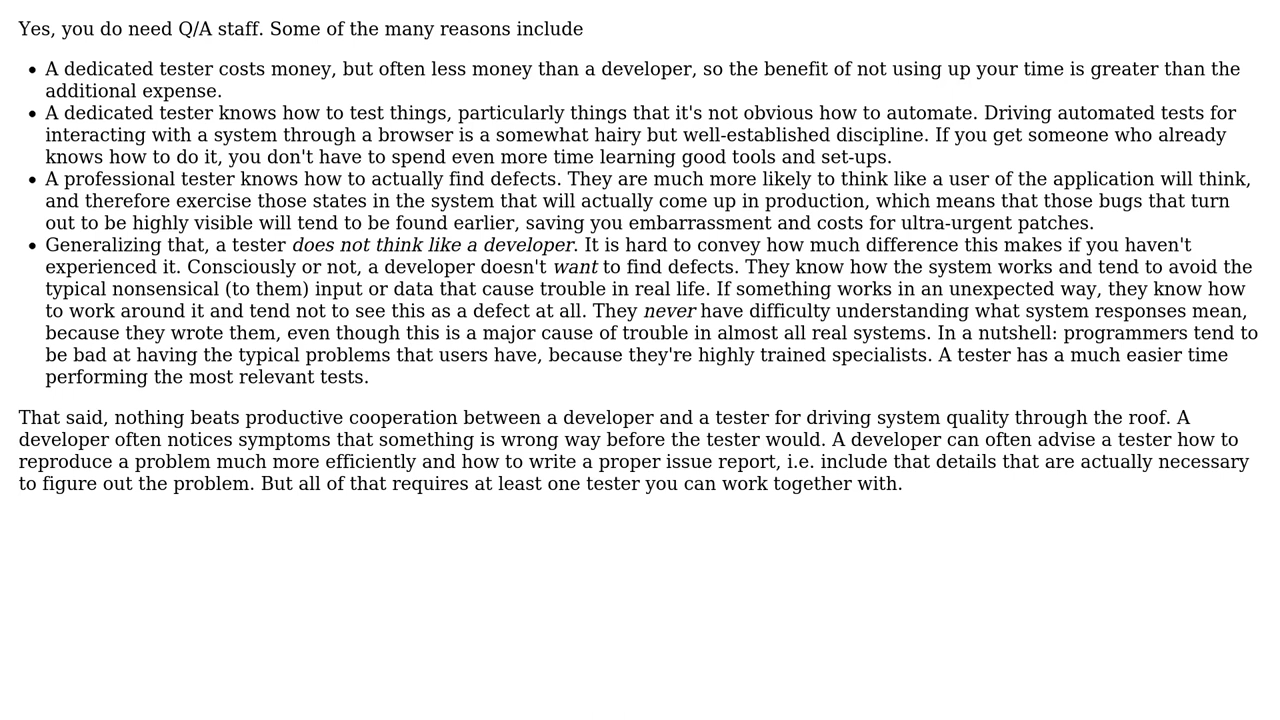 Yes, you do need Q/A staff. Some of the many reasons include
• A dedicated tester costs money, but often less money than a developer, so the benefit of not using up your time is greater than the
additional expense.
• A dedicated tester knows how to test things, particularly things that it's not obvious how to automate. Driving automated tests for
interacting with a system through a browser is a somewhat hairy but well-established discipline. If you get someone who already
knows how to do it, you don't have to spend even more time learning good tools and set-ups.
• A professional tester knows how to actually find defects. They are much more likely to think like a user of the application will think,
and therefore exercise those states in the system that will actually come up in production, which means that those bugs that turn
out to be highly visible will tend to be found earlier, saving you embarrassment and costs for ultra-urgent patches.
• Generalizing that, a tester does not think like a developer. It is hard to convey how much difference this makes if you haven't
experienced it. Consciously or not, a developer doesn't want to find defects. They know how the system works and tend to avoid the
typical nonsensical (to them) input or data that cause trouble in real life. If something works in an unexpected way, they know how
to work around it and tend not to see this as a defect at all. They never have difficulty understanding what system responses mean,
because they wrote them, even though this is a major cause of trouble in almost all real systems. In a nutshell: programmers tend to
be bad at having the typical problems that users have, because they're highly trained specialists. A tester has a much easier time
performing the most relevant tests.
That said, nothing beats productive cooperation between a developer and a tester for driving system quality through the roof. A
developer often notices symptoms that something is wrong way before the tester would. A developer can often advise a tester how to
reproduce a problem much more efficiently and how to write a proper issue report, i.e. include that details that are actually necessary
to figure out the problem. But all of that requires at least one tester you can work together with.